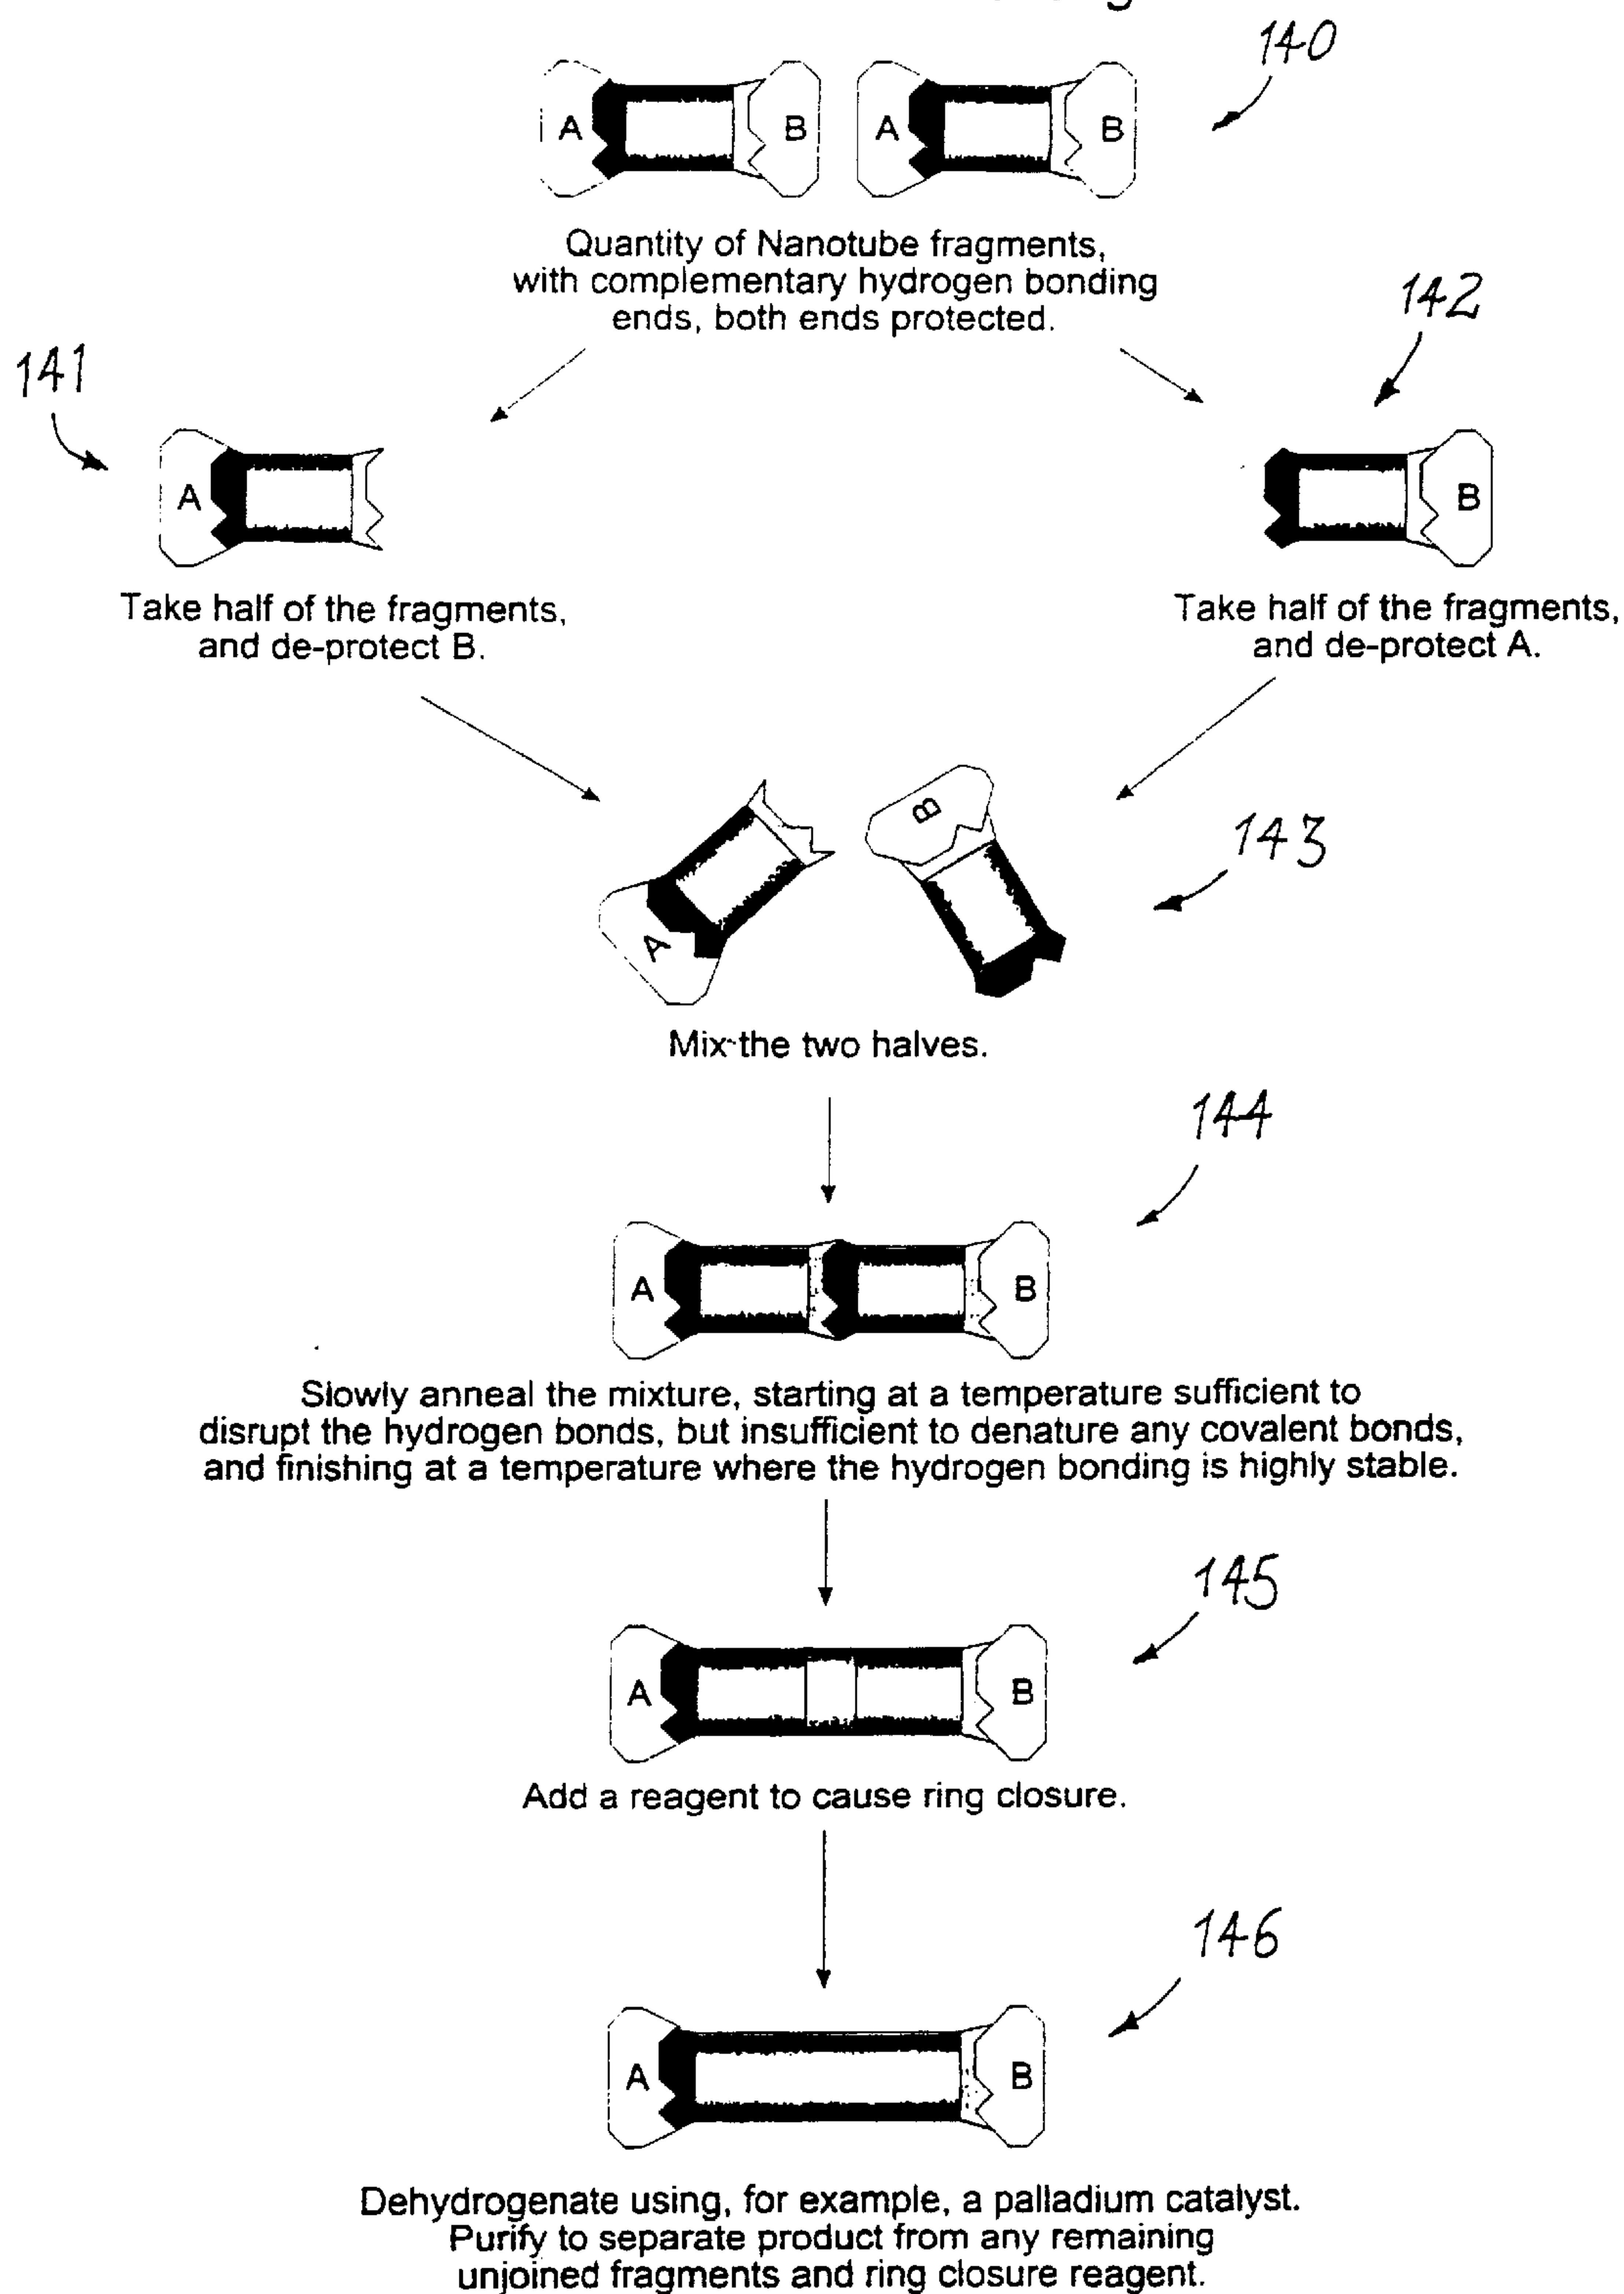 140
A B A B
Quantity of Nanotube fragments,
with complementary hydrogen bonding
ends, both ends protected.
141
142
A
B
Take half of the fragments,
and de-protect B.
Take half of the fragments,
and de-protect A.
143
A
B
Mix the two halves.
144
A B
Slowly anneal the mixture, starting at a temperature sufficient to
disrupt the hydrogen bonds, but insufficient to denature any covalent bonds,
and finishing at a temperature where the hydrogen bonding is highly stable.
145
A B
Add a reagent to cause ring closure.
146
A B
Dehydrogenate using, for example, a palladium catalyst.
Purify to separate product from any remaining
unjoined fragments and ring closure reagent.